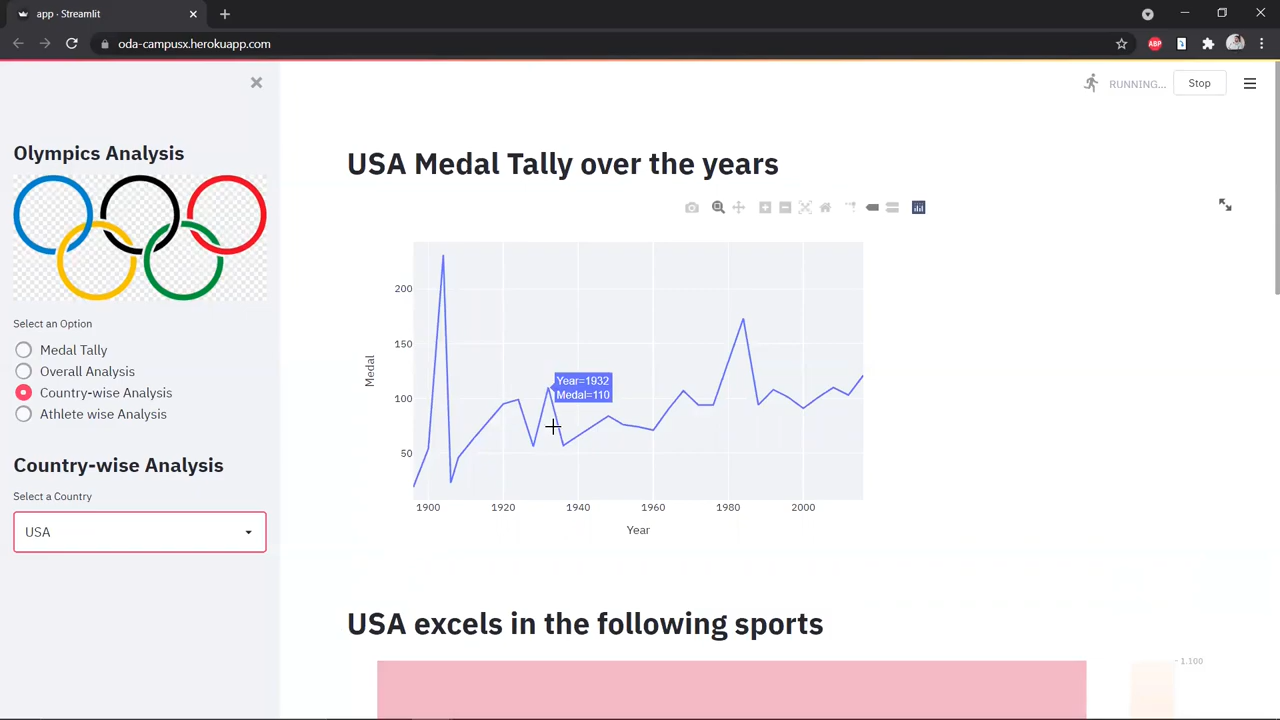 app · Streamlit
oda-campusx.herokuapp.com
ABP
RUNNING...
Stop
Olympics Analysis
Select an Option
Medal Tally
Overall Analysis
Country-wise Analysis
Athlete wise Analysis
Country-wise Analysis
Select a Country
USA
USA Medal Tally over the years
200
150
100
50
Medal
Year=1932
Medal=110
1900 1920 1940 1960 1980 2000
Year
USA excels in the following sports
1.100